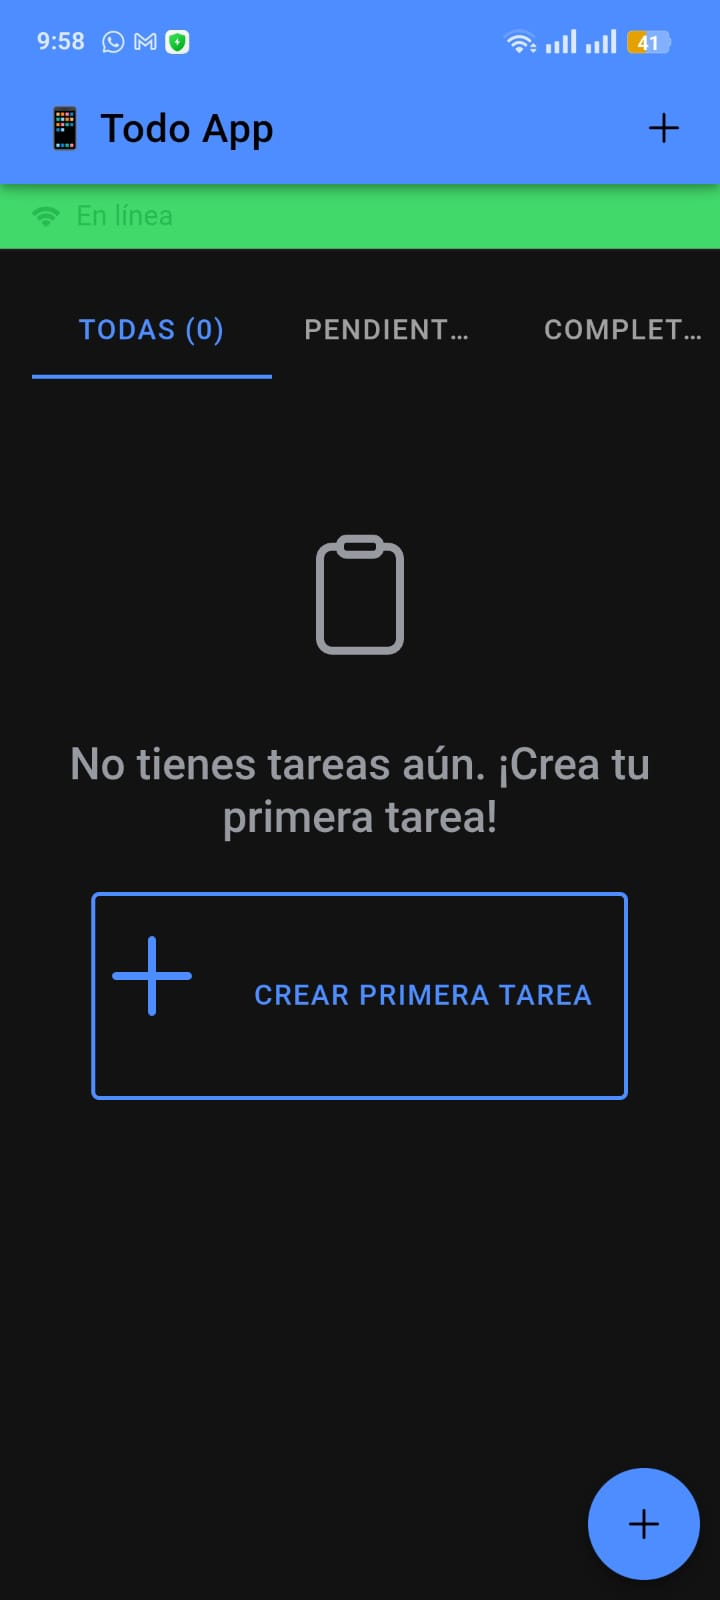 9:58 41
Todo App
En línea
TODAS (0) PENDIENT... COMPLET...
No tienes tareas aún. ¡Crea tu
primera tarea!
CREAR PRIMERA TAREA